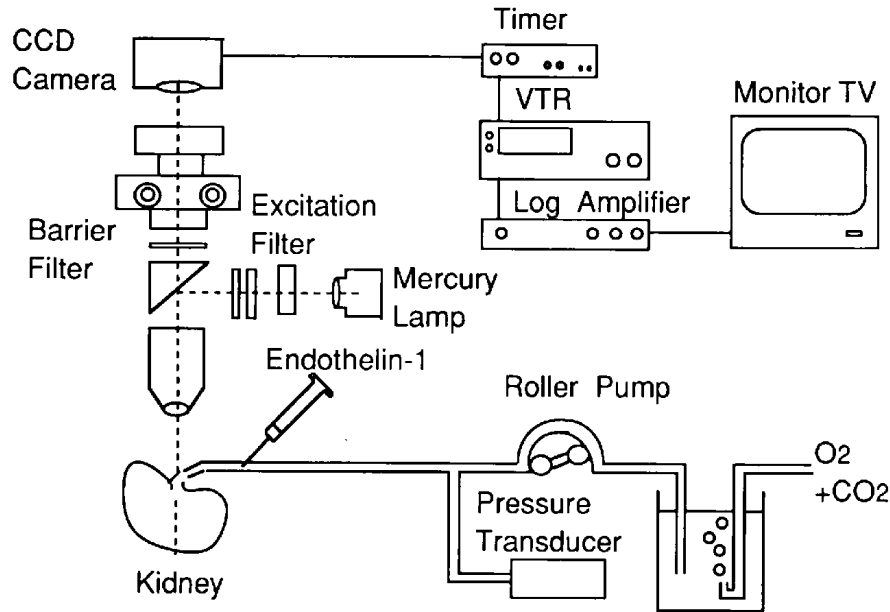 CCD
Camera
Timer
VTR
Monitor TV
Log Amplifier
Excitation
Filter
Barrier
Filter
Mercury
Lamp
Endothelin-1
Roller Pump
O2
+CO2
Pressure
Transducer
Kidney